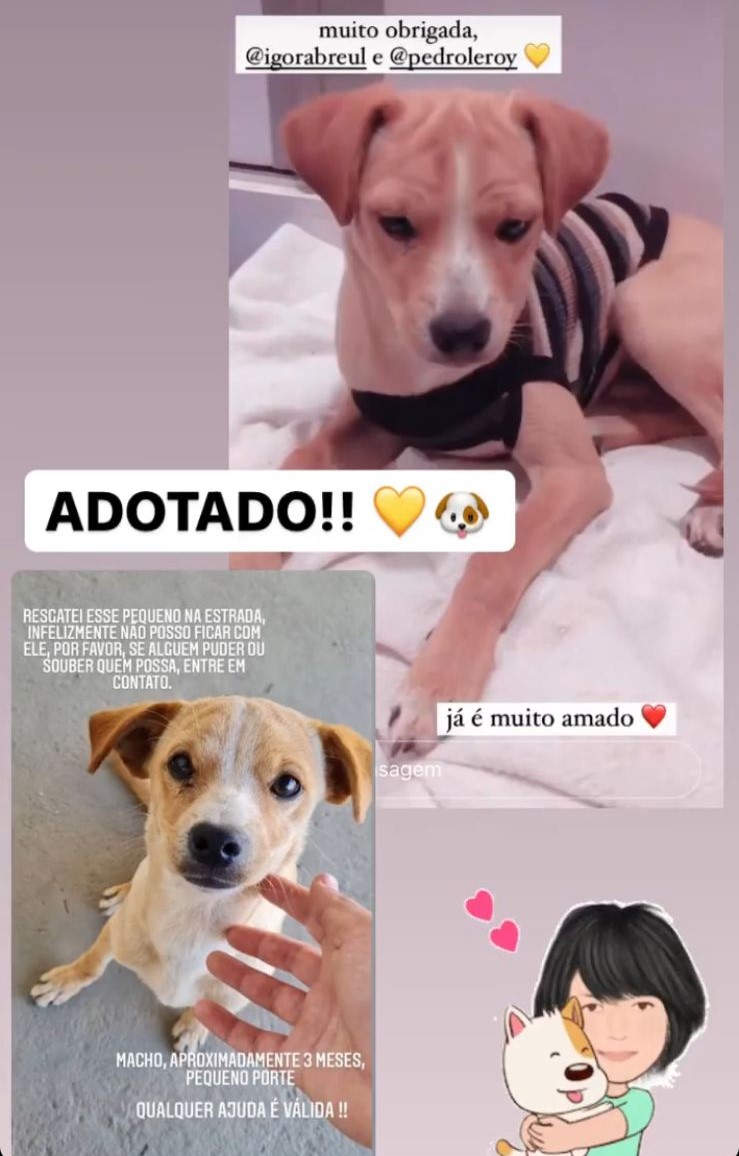 muito obrigada,
@igorabreul e @pedroleroy 💛
ADOTADO!! 💛🐶
RESGATEI ESSE PEQUENO NA ESTRADA,
INFELIZMENTE NÃO POSSO FICAR COM
ELE, POR FAVOR, SE ALGUEM PUDER OU
SOUBER QUEM POSSA, ENTRE EM
CONTATO.
já é muito amado ❤️
sagem
MACHO, APROXIMADAMENTE 3 MESES,
PEQUENO PORTE
QUALQUER AJUDA É VÁLIDA !!